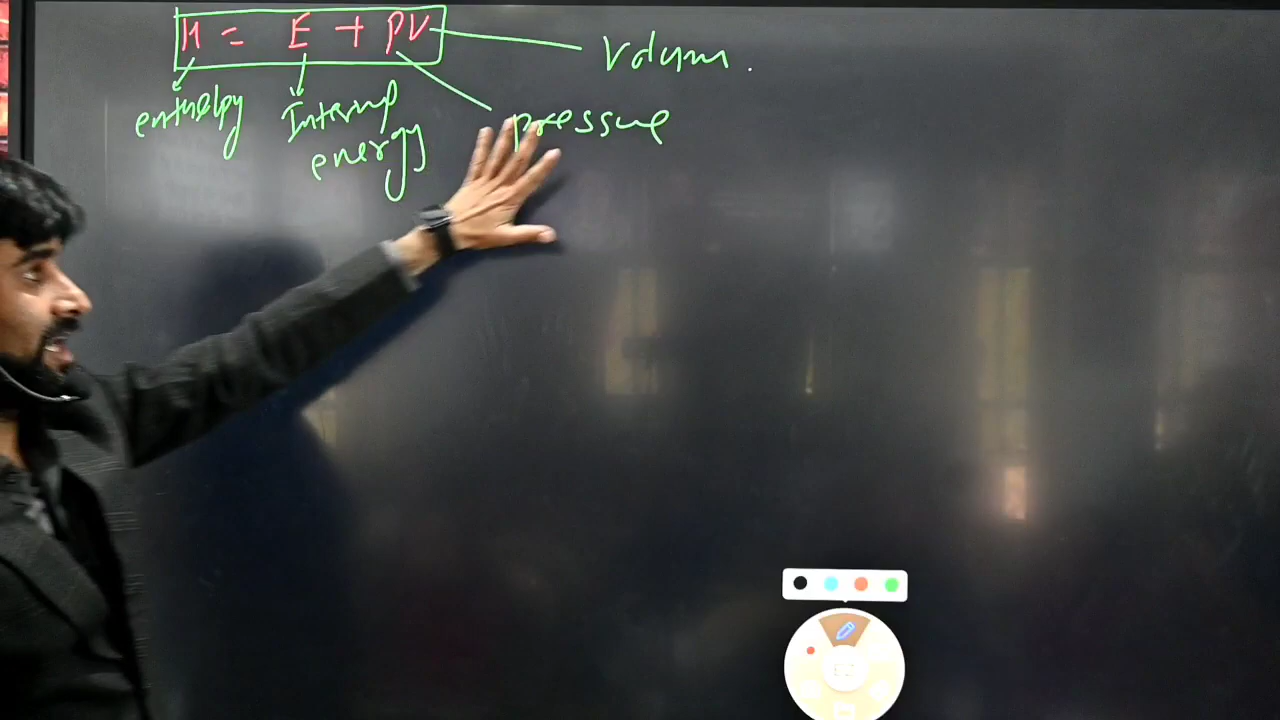 H = E + PV
Volum.
enthalpy
Internal
energy
pressure